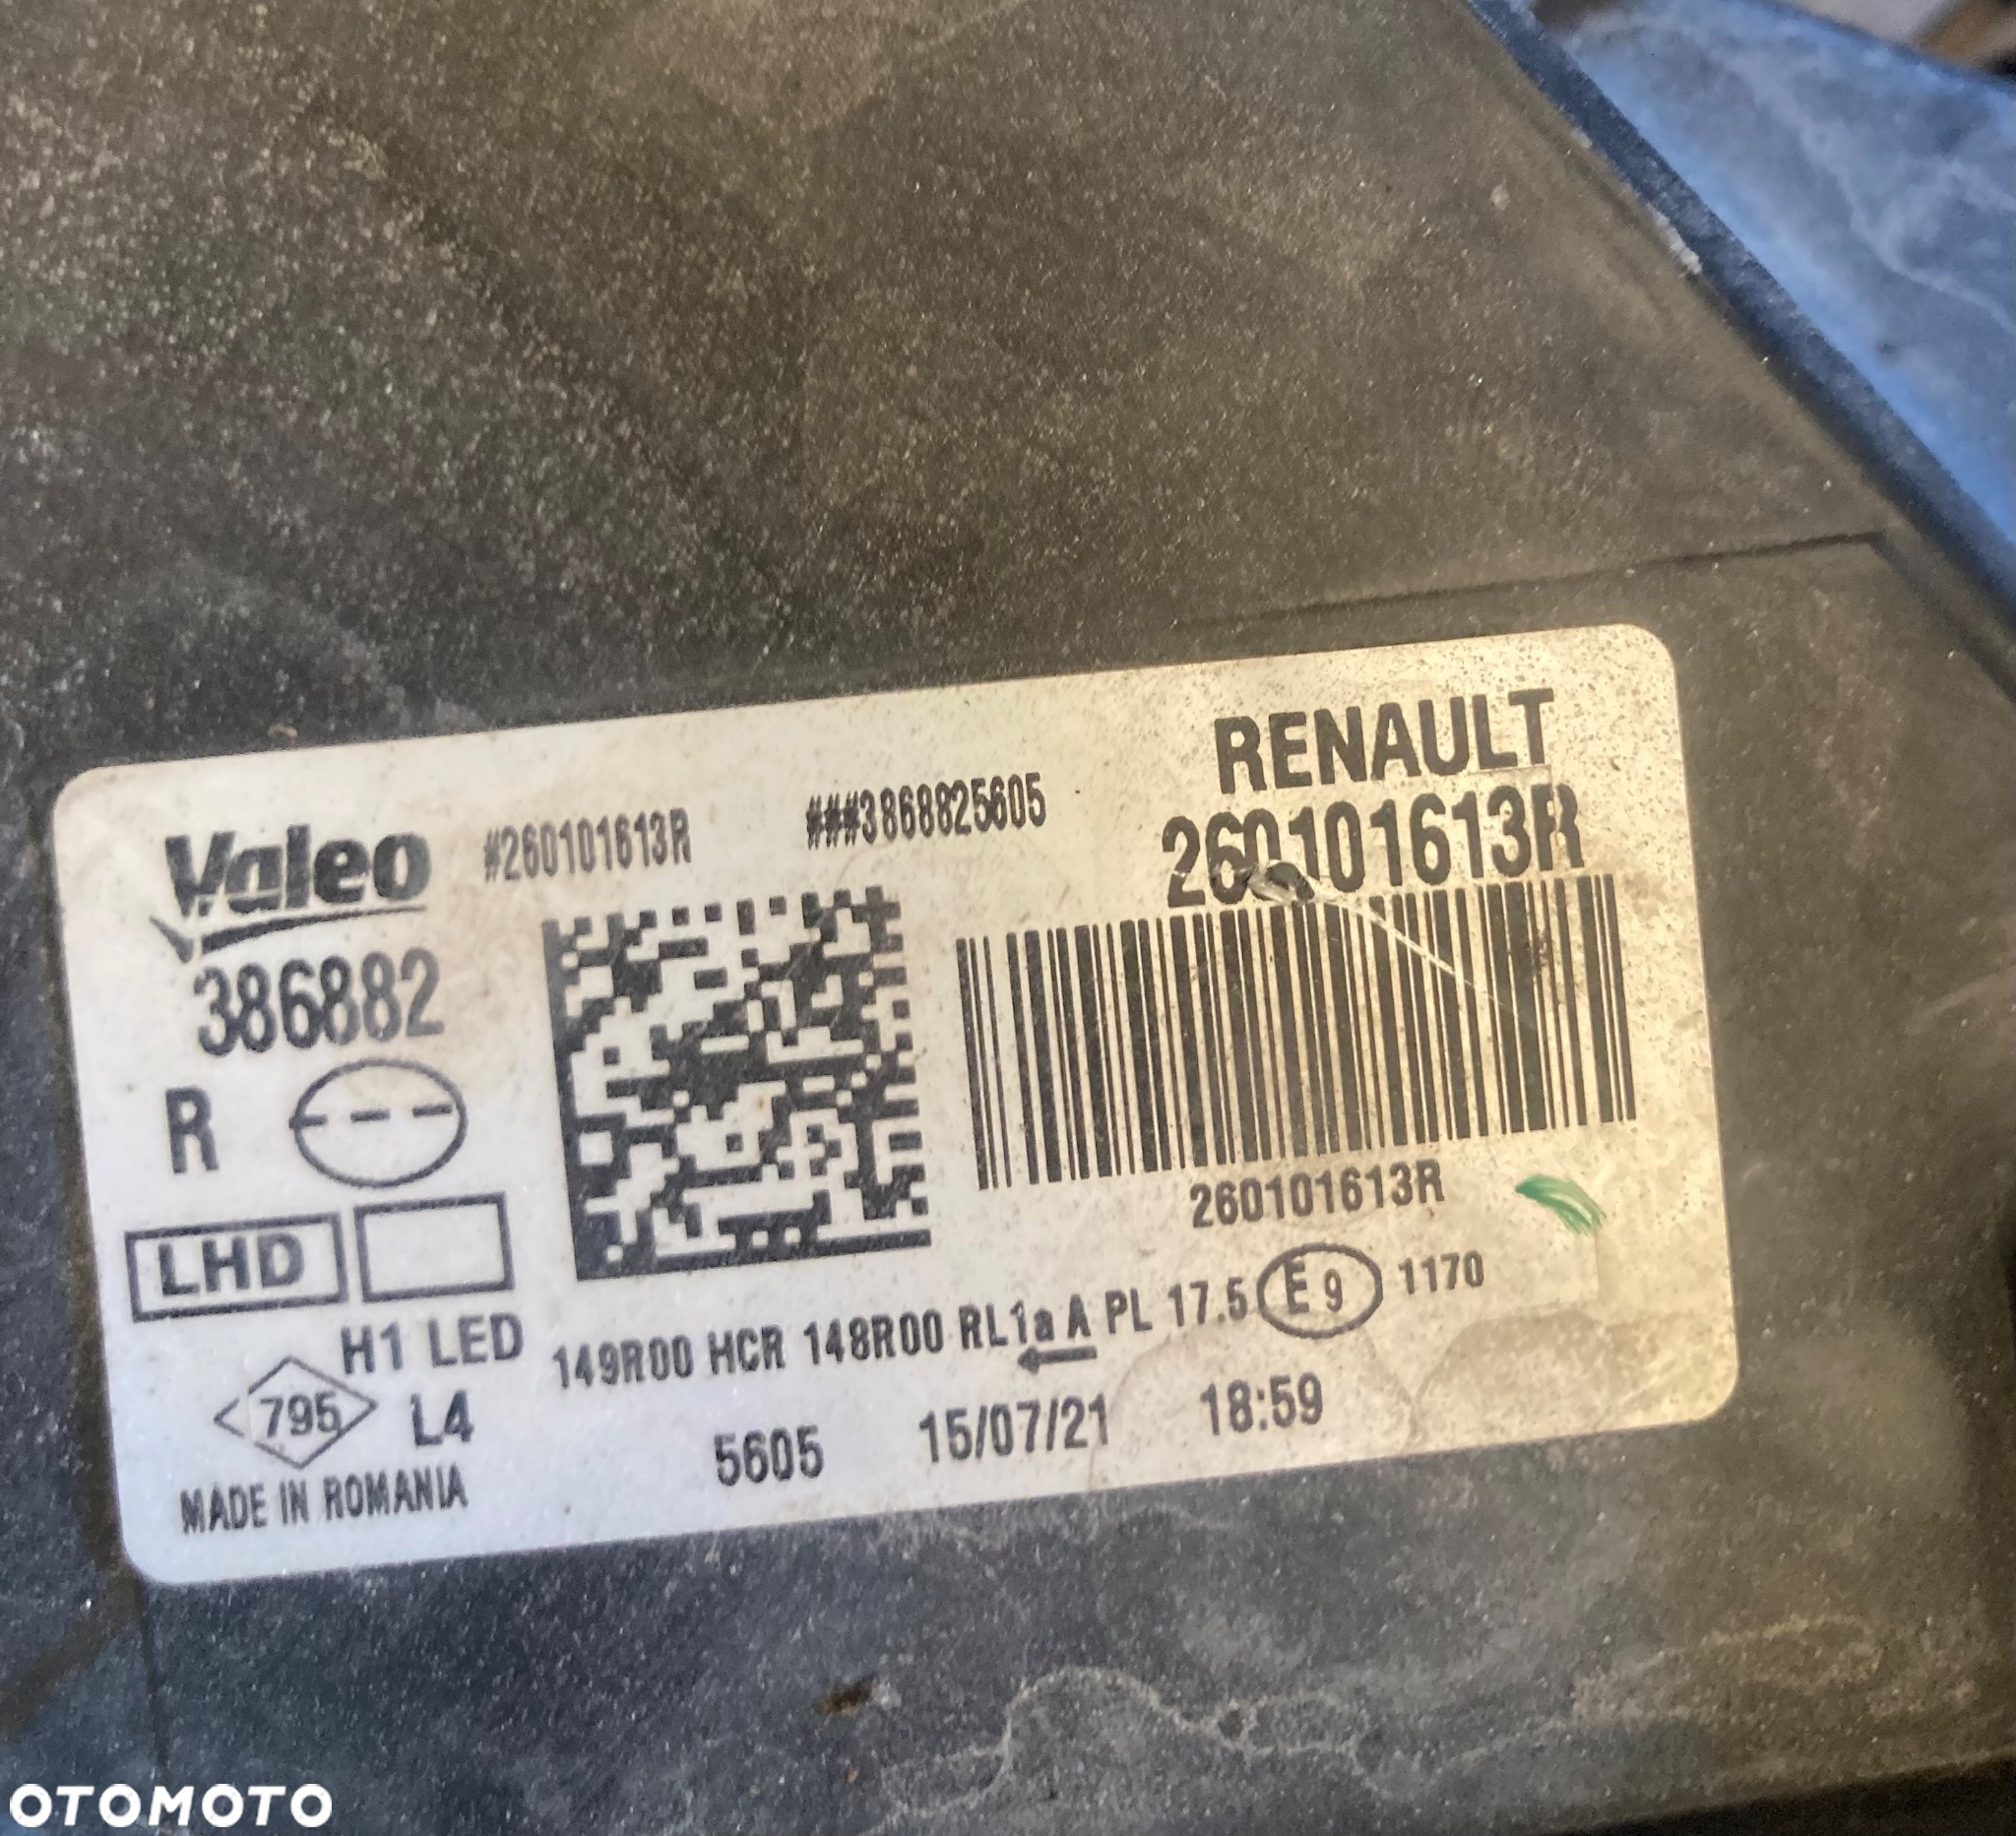 RENAULT
Valeo #260101613R ###3868825605 260101613R
386882
R
260101613R
LHD
H1 LED 149R00 HCR 148R00 RL1a A PL 17.5 E9 1170
795 L4 5605 15/07/21 18:59
MADE IN ROMANIA
OTOMOTO